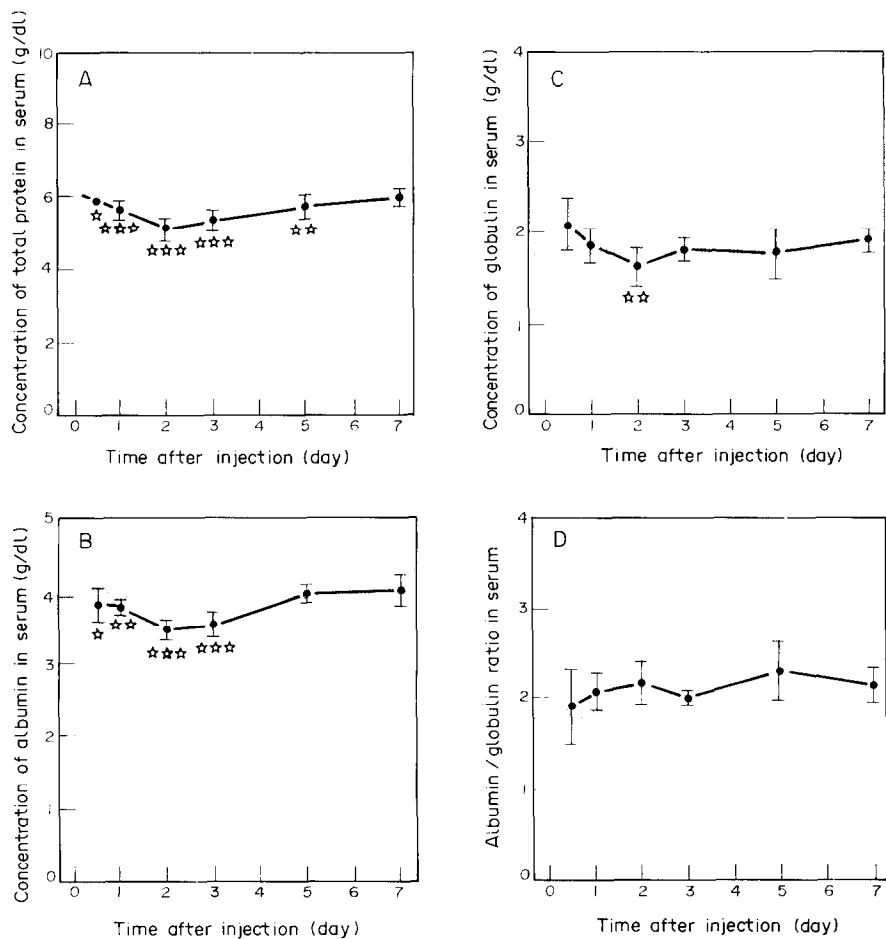 A
Concentration of total protein in serum (g/dl)
10
8
6
4
2
0
0 1 2 3 4 5 6 7
Time after injection (day)
C
Concentration of globulin in serum (g/dl)
4
3
2
1
0
0 1 2 3 4 5 6 7
Time after injection (day)
B
Concentration of albumin in serum (g/dl)
5
4
3
2
1
0
0 1 2 3 4 5 6 7
Time after injection (day)
D
Albumin/globulin ratio in serum
4
3
2
1
0
0 1 2 3 4 5 6 7
Time after injection (day)